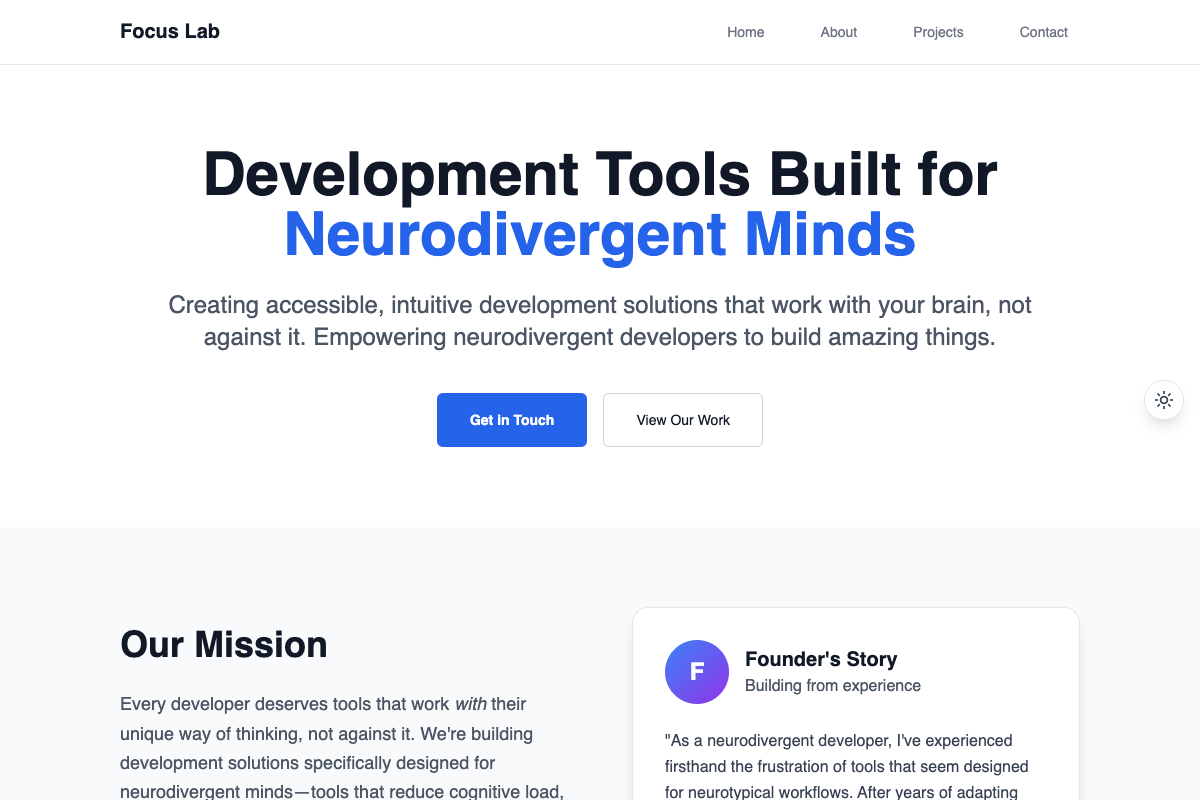 Focus Lab
Home
About
Projects
Contact
Development Tools Built for
Neurodivergent Minds
Creating accessible, intuitive development solutions that work with your brain, not
against it. Empowering neurodivergent developers to build amazing things.
Get in Touch
View Our Work
Our Mission
Every developer deserves tools that work with their
unique way of thinking, not against it. We're building
development solutions specifically designed for
neurodivergent minds—tools that reduce cognitive load,
F
Founder's Story
Building from experience
"As a neurodivergent developer, I've experienced
firsthand the frustration of tools that seem designed
for neurotypical workflows. After years of adapting